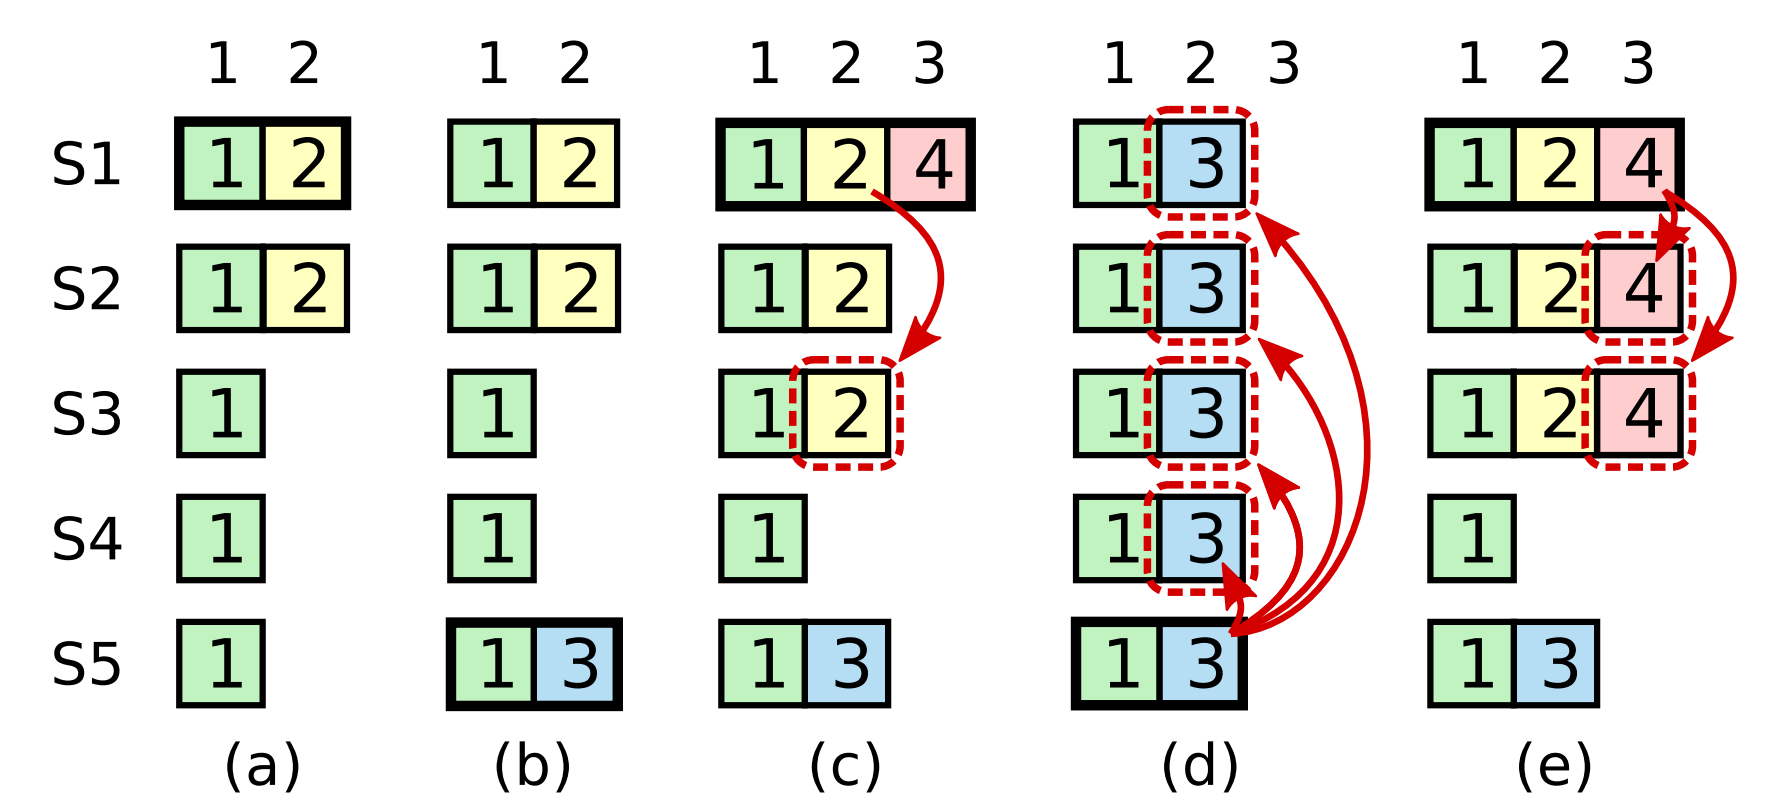 1 2 1 2 1 2 3 1 2 3 1 2 3
S1 1 2 1 2 1 2 4 1 3 1 2 4
S2 1 2 1 2 1 2 1 3 1 2 4
S3 1 1 1 2 1 3 1 2 4
S4 1 1 1 1 3 1
S5 1 1 3 1 3 1 3 1 3
(a) (b) (c) (d) (e)